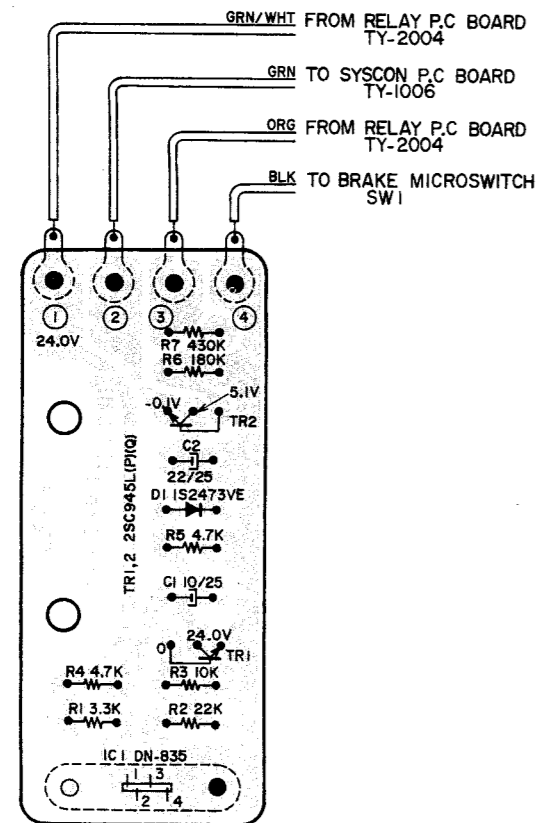 GRN/WHT FROM RELAY P.C BOARD
TY-2004
GRN TO SYSCON P.C BOARD
TY-1006
ORG FROM RELAY P.C BOARD
TY-2004
BLK TO BRAKE MICROSWITCH
SW1
1 2 3 4
24.0V
R7 430K
R6 180K
-0.1V 5.1V
TR2
C2
22/25
D1 1S2473VE
R5 4.7K
TR1,2 2SC945L(P)(Q)
C1 10/25
24.0V
0
TR1
R4 4.7K R3 10K
R1 3.3K R2 22K
IC1 DN-835
1 3
2 4